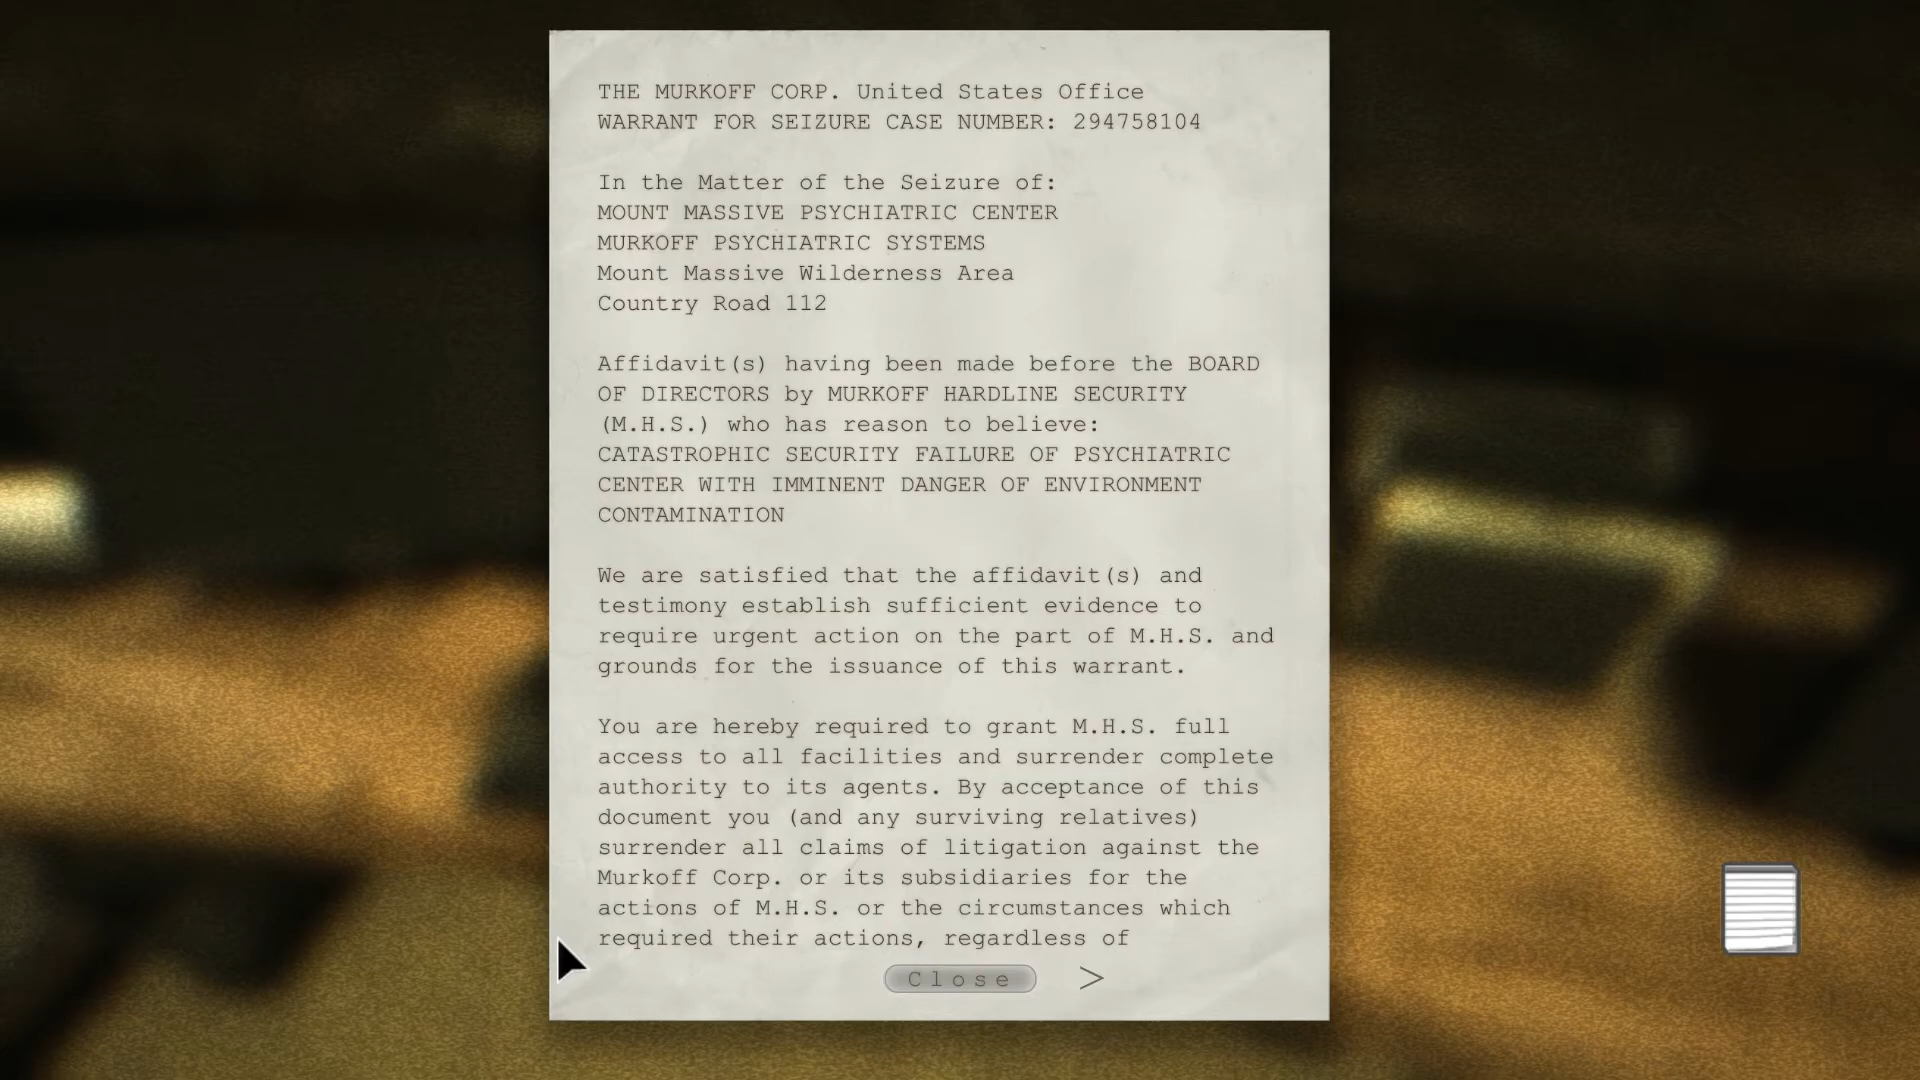 THE MURKOFF CORP. United States Office
WARRANT FOR SEIZURE CASE NUMBER: 294758104
In the Matter of the Seizure of:
MOUNT MASSIVE PSYCHIATRIC CENTER
MURKOFF PSYCHIATRIC SYSTEMS
Mount Massive Wilderness Area
Country Road 112
Affidavit(s) having been made before the BOARD
OF DIRECTORS by MURKOFF HARDLINE SECURITY
(M.H.S.) who has reason to believe:
CATASTROPHIC SECURITY FAILURE OF PSYCHIATRIC
CENTER WITH IMMINENT DANGER OF ENVIRONMENT
CONTAMINATION
We are satisfied that the affidavit(s) and
testimony establish sufficient evidence to
require urgent action on the part of M.H.S. and
grounds for the issuance of this warrant.
You are hereby required to grant M.H.S. full
access to all facilities and surrender complete
authority to its agents. By acceptance of this
document you (and any surviving relatives)
surrender all claims of litigation against the
Murkoff Corp. or its subsidiaries for the
actions of M.H.S. or the circumstances which
required their actions, regardless of
Close >